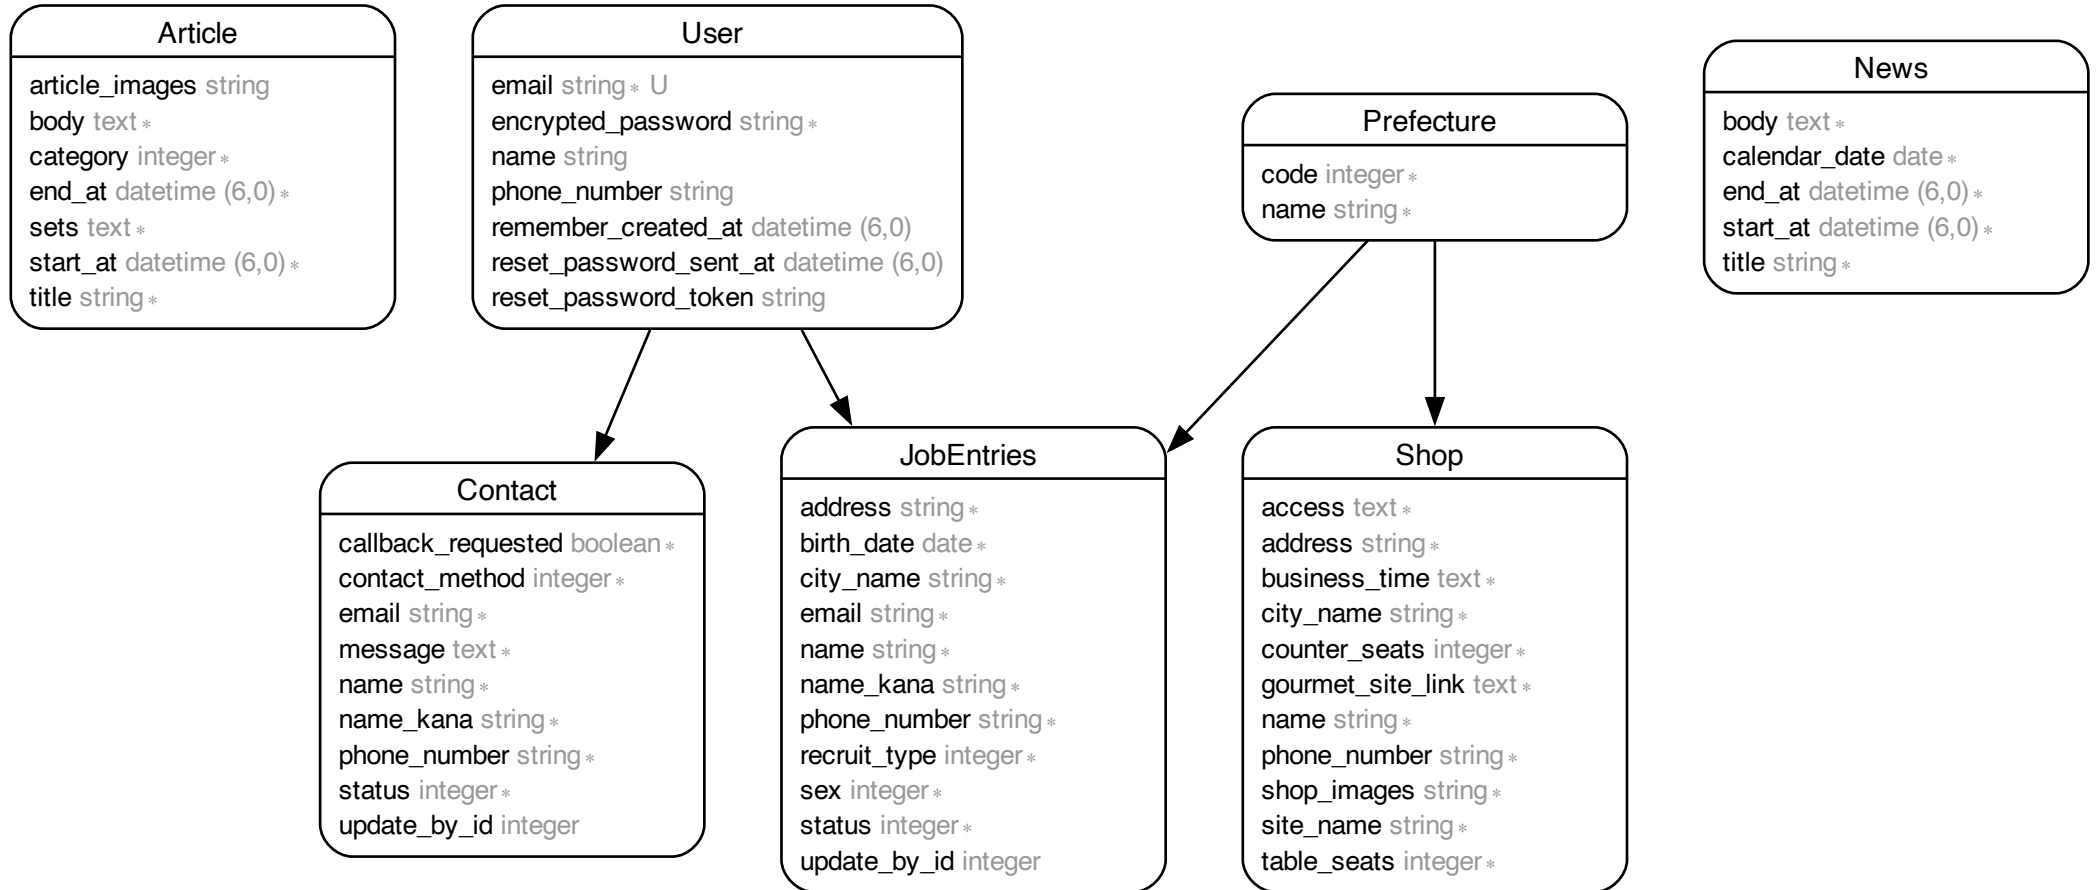 Article
article_images string
body text ∗
category integer ∗
end_at datetime (6,0) ∗
sets text ∗
start_at datetime (6,0) ∗
title string ∗
User
email string ∗ U
encrypted_password string ∗
name string
phone_number string
remember_created_at datetime (6,0)
reset_password_sent_at datetime (6,0)
reset_password_token string
Prefecture
code integer ∗
name string ∗
News
body text ∗
calendar_date date ∗
end_at datetime (6,0) ∗
start_at datetime (6,0) ∗
title string ∗
Contact
callback_requested boolean ∗
contact_method integer ∗
email string ∗
message text ∗
name string ∗
name_kana string ∗
phone_number string ∗
status integer ∗
update_by_id integer
JobEntries
address string ∗
birth_date date ∗
city_name string ∗
email string ∗
name string ∗
name_kana string ∗
phone_number string ∗
recruit_type integer ∗
sex integer ∗
status integer ∗
update_by_id integer
Shop
access text ∗
address string ∗
business_time text ∗
city_name string ∗
counter_seats integer ∗
gourmet_site_link text ∗
name string ∗
phone_number string ∗
shop_images string ∗
site_name string ∗
table_seats integer ∗